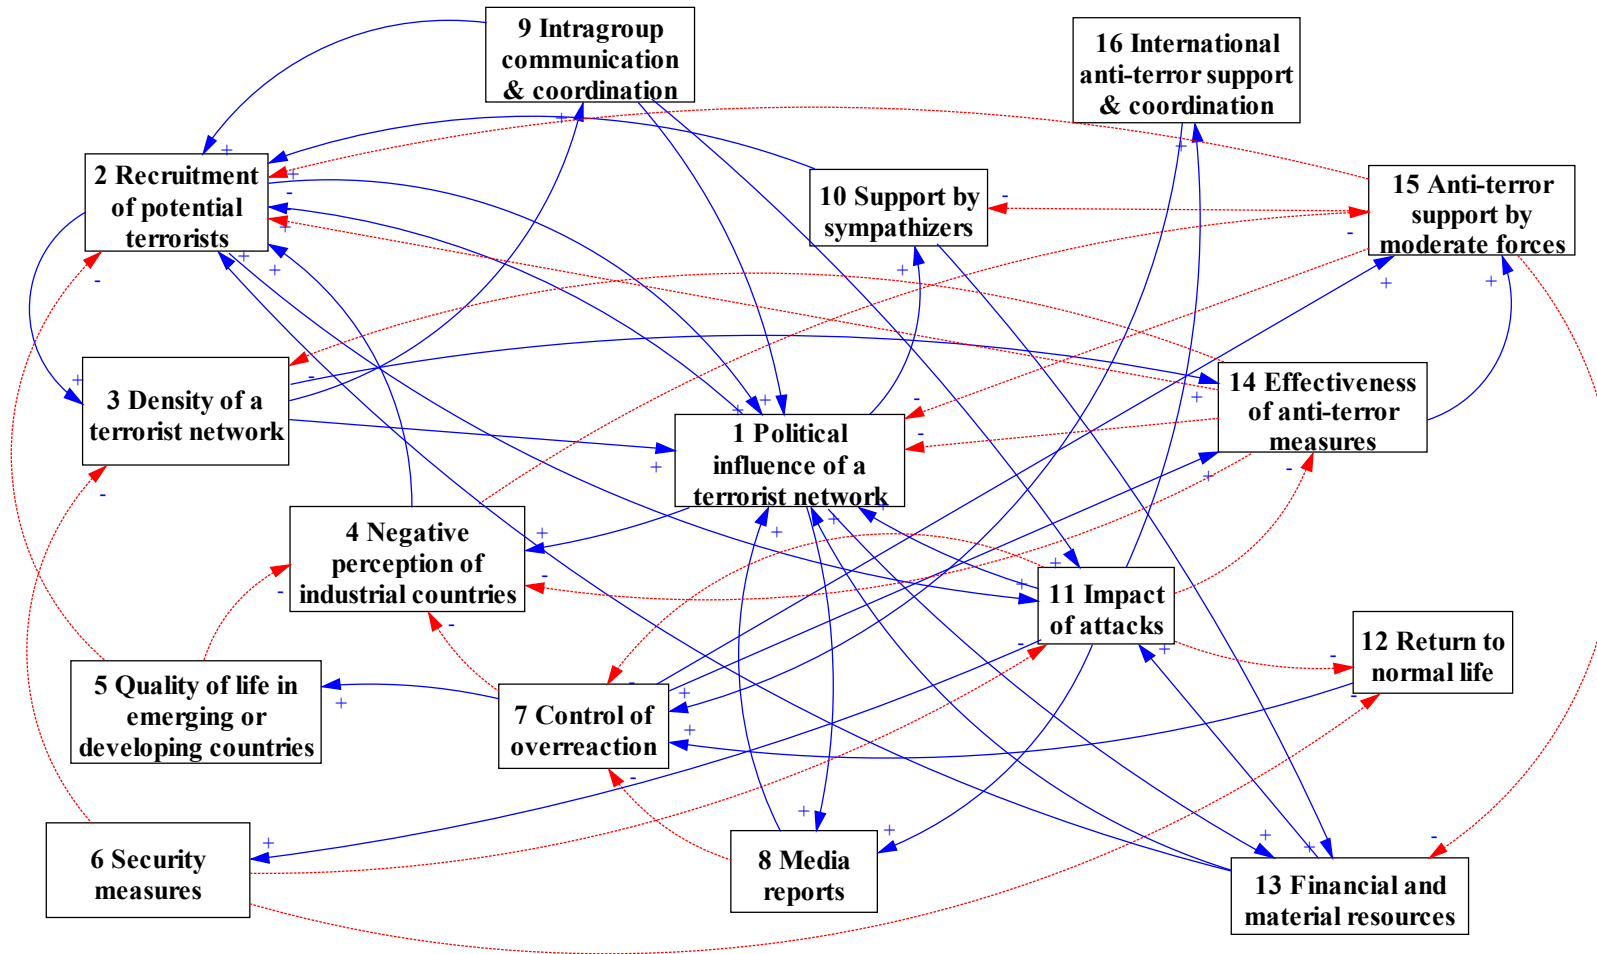 9 Intragroup
communication
& coordination
16 International
anti-terror support
& coordination
2 Recruitment
of potential
terrorists
10 Support by
sympathizers
15 Anti-terror
support by
moderate forces
3 Density of a
terrorist network
1 Political
influence of a
terrorist network
14 Effectiveness
of anti-terror
measures
4 Negative
perception of
industrial countries
11 Impact
of attacks
12 Return to
normal life
5 Quality of life in
emerging or
developing countries
7 Control of
overreaction
6 Security
measures
8 Media
reports
13 Financial and
material resources